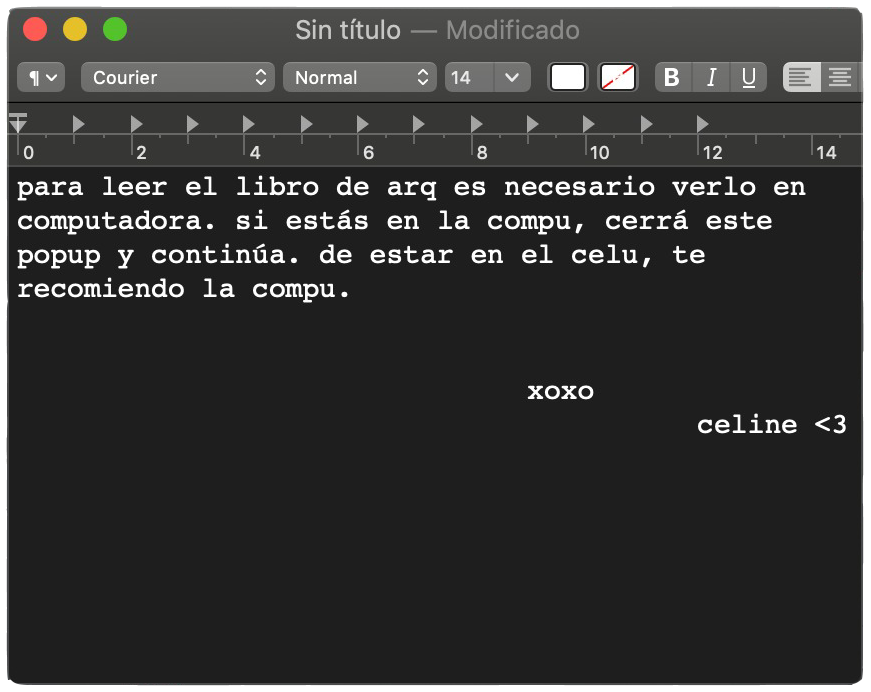 Sin título — Modificado
¶ Courier Normal 14 B I U
0 2 4 6 8 10 12 14
para leer el libro de arq es necesario verlo en
computadora. si estás en la compu, cerrá este
popup y continúa. de estar en el celu, te
recomiendo la compu.
xoxo
celine <3